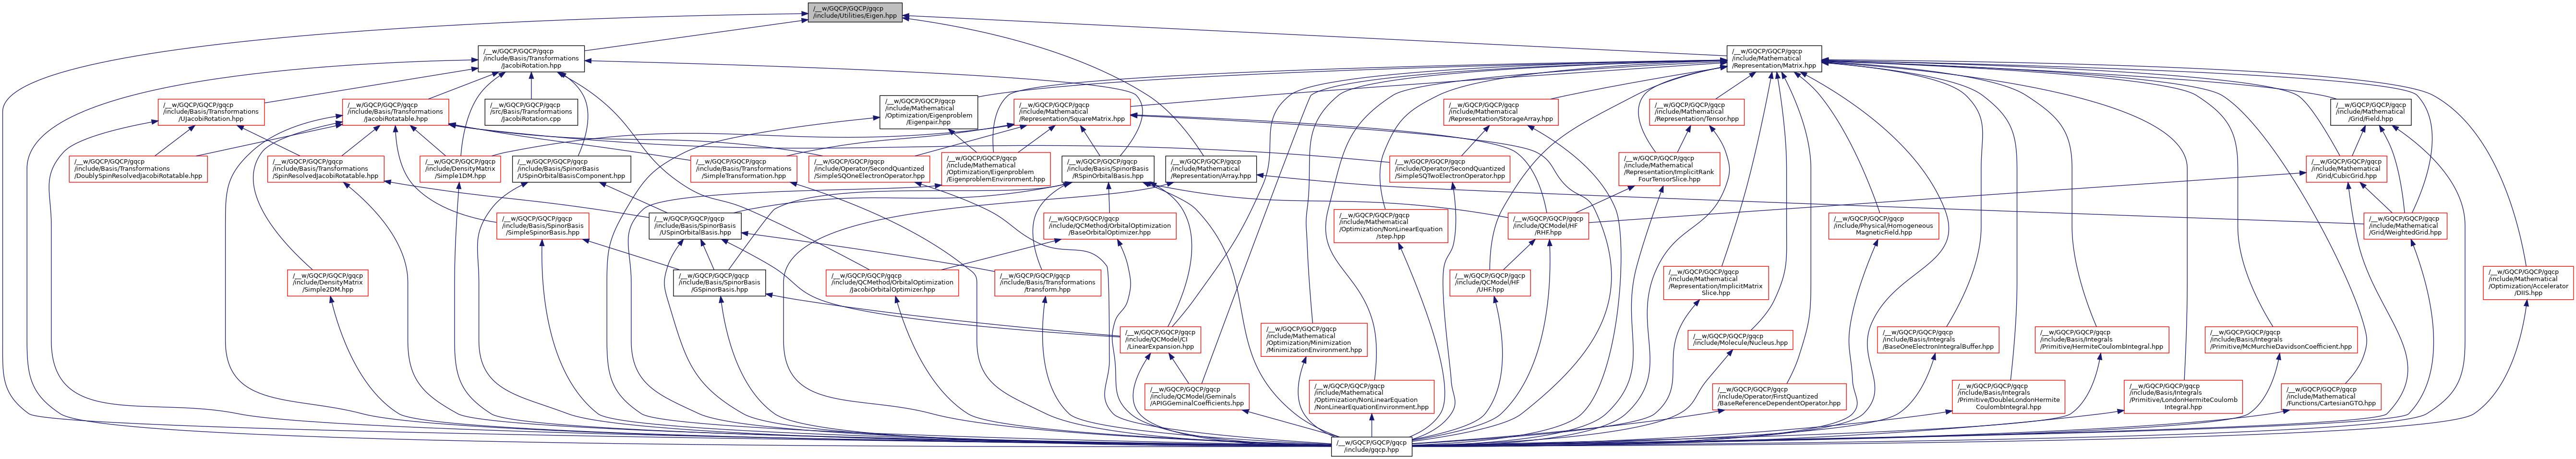 /__w/GQCP/GQCP/gqcp
/include/Utilities/Eigen.hpp
/__w/GQCP/GQCP/gqcp
/include/Basis/Transformations
/JacobiRotation.hpp
/__w/GQCP/GQCP/gqcp
/include/Mathematical
/Representation/Matrix.hpp
/__w/GQCP/GQCP/gqcp
/include/Basis/Transformations
/UJacobiRotation.hpp
/__w/GQCP/GQCP/gqcp
/include/Basis/Transformations
/JacobiRotatable.hpp
/__w/GQCP/GQCP/gqcp
/src/Basis/Transformations
/JacobiRotation.cpp
/__w/GQCP/GQCP/gqcp
/include/Mathematical
/Optimization/Eigenproblem
/Eigenpair.hpp
/__w/GQCP/GQCP/gqcp
/include/Mathematical
/Representation/SquareMatrix.hpp
/__w/GQCP/GQCP/gqcp
/include/Mathematical
/Representation/StorageArray.hpp
/__w/GQCP/GQCP/gqcp
/include/Mathematical
/Representation/Tensor.hpp
/__w/GQCP/GQCP/gqcp
/include/Mathematical
/Grid/Field.hpp
/__w/GQCP/GQCP/gqcp
/include/Basis/Transformations
/DoublySpinResolvedJacobiRotatable.hpp
/__w/GQCP/GQCP/gqcp
/include/Basis/Transformations
/SpinResolvedJacobiRotatable.hpp
/__w/GQCP/GQCP/gqcp
/include/DensityMatrix
/Simple1DM.hpp
/__w/GQCP/GQCP/gqcp
/include/Basis/SpinorBasis
/USpinOrbitalBasisComponent.hpp
/__w/GQCP/GQCP/gqcp
/include/Basis/Transformations
/SimpleTransformation.hpp
/__w/GQCP/GQCP/gqcp
/include/Operator/SecondQuantized
/SimpleSQOneElectronOperator.hpp
/__w/GQCP/GQCP/gqcp
/include/Mathematical
/Optimization/Eigenproblem
/EigenproblemEnvironment.hpp
/__w/GQCP/GQCP/gqcp
/include/Basis/SpinorBasis
/RSpinOrbitalBasis.hpp
/__w/GQCP/GQCP/gqcp
/include/Mathematical
/Representation/Array.hpp
/__w/GQCP/GQCP/gqcp
/include/Operator/SecondQuantized
/SimpleSQTwoElectronOperator.hpp
/__w/GQCP/GQCP/gqcp
/include/Mathematical
/Representation/ImplicitRank
FourTensorSlice.hpp
/__w/GQCP/GQCP/gqcp
/include/Mathematical
/Grid/CubicGrid.hpp
/__w/GQCP/GQCP/gqcp
/include/Basis/SpinorBasis
/SimpleSpinorBasis.hpp
/__w/GQCP/GQCP/gqcp
/include/Basis/SpinorBasis
/USpinOrbitalBasis.hpp
/__w/GQCP/GQCP/gqcp
/include/QCMethod/OrbitalOptimization
/BaseOrbitalOptimizer.hpp
/__w/GQCP/GQCP/gqcp
/include/Mathematical
/Optimization/NonLinearEquation
/step.hpp
/__w/GQCP/GQCP/gqcp
/include/QCModel/HF
/RHF.hpp
/__w/GQCP/GQCP/gqcp
/include/Physical/Homogeneous
MagneticField.hpp
/__w/GQCP/GQCP/gqcp
/include/Mathematical
/Grid/WeightedGrid.hpp
/__w/GQCP/GQCP/gqcp
/include/DensityMatrix
/Simple2DM.hpp
/__w/GQCP/GQCP/gqcp
/include/Basis/SpinorBasis
/GSpinorBasis.hpp
/__w/GQCP/GQCP/gqcp
/include/QCMethod/OrbitalOptimization
/JacobiOrbitalOptimizer.hpp
/__w/GQCP/GQCP/gqcp
/include/Basis/Transformations
/transform.hpp
/__w/GQCP/GQCP/gqcp
/include/QCModel/HF
/UHF.hpp
/__w/GQCP/GQCP/gqcp
/include/Mathematical
/Representation/ImplicitMatrix
Slice.hpp
/__w/GQCP/GQCP/gqcp
/include/Mathematical
/Optimization/Accelerator
/DIIS.hpp
/__w/GQCP/GQCP/gqcp
/include/QCModel/CI
/LinearExpansion.hpp
/__w/GQCP/GQCP/gqcp
/include/Mathematical
/Optimization/Minimization
/MinimizationEnvironment.hpp
/__w/GQCP/GQCP/gqcp
/include/Molecule/Nucleus.hpp
/__w/GQCP/GQCP/gqcp
/include/Basis/Integrals
/BaseOneElectronIntegralBuffer.hpp
/__w/GQCP/GQCP/gqcp
/include/Basis/Integrals
/Primitive/HermiteCoulombIntegral.hpp
/__w/GQCP/GQCP/gqcp
/include/Basis/Integrals
/Primitive/McMurchieDavidsonCoefficient.hpp
/__w/GQCP/GQCP/gqcp
/include/QCModel/Geminals
/APIGGeminalCoefficients.hpp
/__w/GQCP/GQCP/gqcp
/include/Mathematical
/Optimization/NonLinearEquation
/NonLinearEquationEnvironment.hpp
/__w/GQCP/GQCP/gqcp
/include/Operator/FirstQuantized
/BaseReferenceDependentOperator.hpp
/__w/GQCP/GQCP/gqcp
/include/Basis/Integrals
/Primitive/DoubleLondonHermite
CoulombIntegral.hpp
/__w/GQCP/GQCP/gqcp
/include/Basis/Integrals
/Primitive/LondonHermiteCoulomb
Integral.hpp
/__w/GQCP/GQCP/gqcp
/include/Mathematical
/Functions/CartesianGTO.hpp
/__w/GQCP/GQCP/gqcp
/include/gqcp.hpp